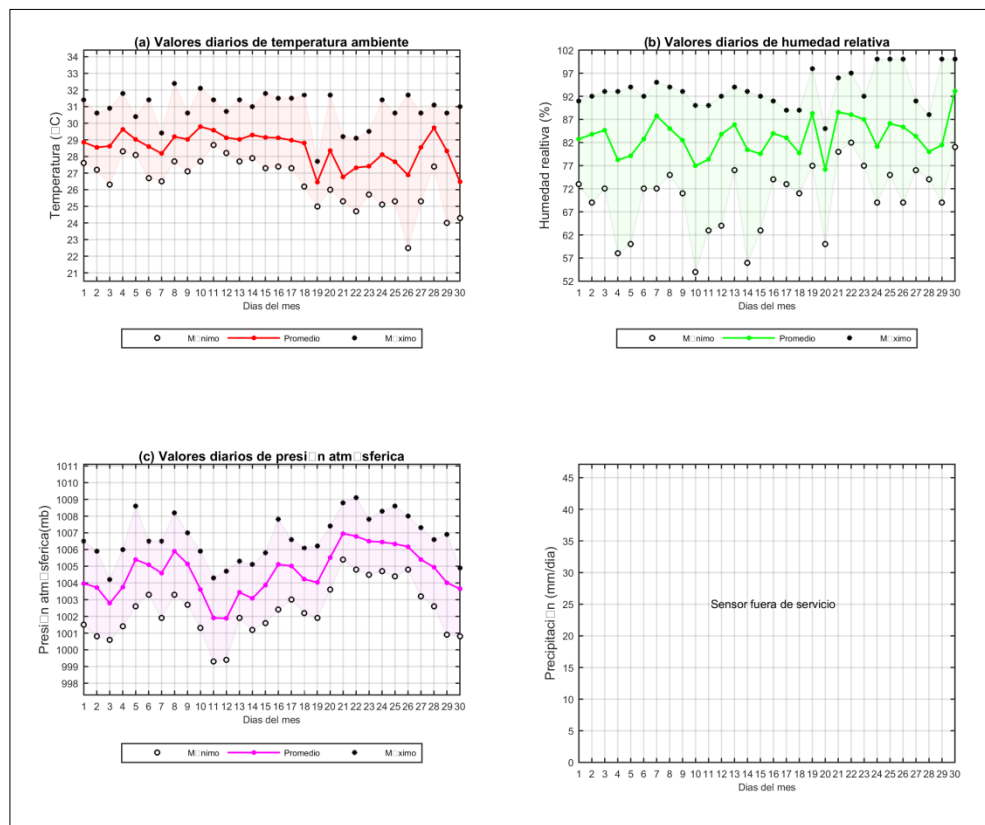 (a) Valores diarios de temperatura ambiente
34
33
32
31
30
29
28
27
26
25
24
23
22
21
Temperatura (□C)
1 2 3 4 5 6 7 8 9 10 11 12 13 14 15 16 17 18 19 20 21 22 23 24 25 26 27 28 29 30
Dias del mes
M□nimo Promedio M□ximo
(b) Valores diarios de humedad relativa
102
97
92
87
82
77
72
67
62
57
52
Humedad realtiva (%)
1 2 3 4 5 6 7 8 9 10 11 12 13 14 15 16 17 18 19 20 21 22 23 24 25 26 27 28 29 30
Dias del mes
M□nimo Promedio M□ximo
(c) Valores diarios de presi□n atm□sferica
1011
1010
1009
1008
1007
1006
1005
1004
1003
1002
1001
1000
999
998
Presi□n atm□sferica(mb)
1 2 3 4 5 6 7 8 9 10 11 12 13 14 15 16 17 18 19 20 21 22 23 24 25 26 27 28 29 30
Dias del mes
M□nimo Promedio M□ximo
45
40
35
30
25
20
15
10
5
0
Precipitaci□n (mm/dia)
Sensor fuera de servicio
1 2 3 4 5 6 7 8 9 10 11 12 13 14 15 16 17 18 19 20 21 22 23 24 25 26 27 28 29 30
Dias del mes